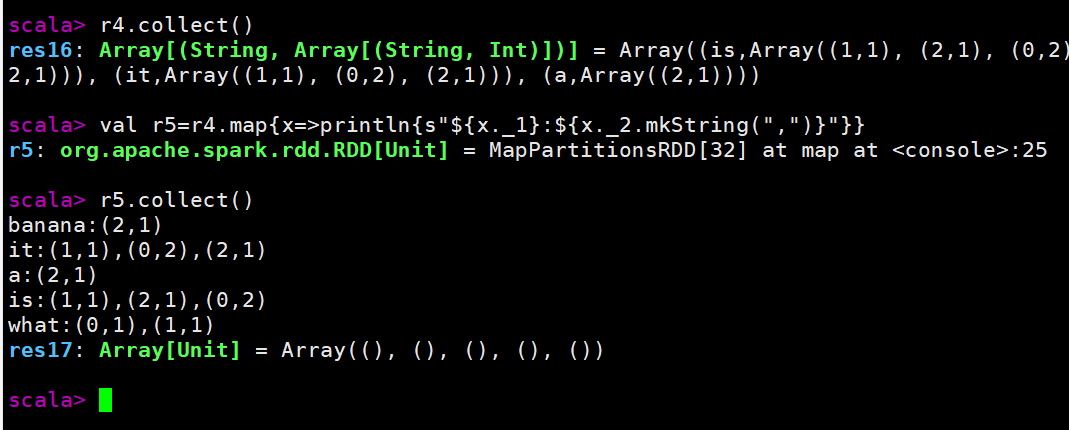 scala> r4.collect()
res16: Array[(String, Array[(String, Int)])] = Array((is,Array((1,1), (2,1), (0,2)
2,1))), (it,Array((1,1), (0,2), (2,1))), (a,Array((2,1))))
scala> val r5=r4.map{x=>println{s"${x._1}:${x._2.mkString(",")}"}}
r5: org.apache.spark.rdd.RDD[Unit] = MapPartitionsRDD[32] at map at <console>:25
scala> r5.collect()
banana:(2,1)
it:(1,1),(0,2),(2,1)
a:(2,1)
is:(1,1),(2,1),(0,2)
what:(0,1),(1,1)
res17: Array[Unit] = Array((), (), (), (), ())
scala>